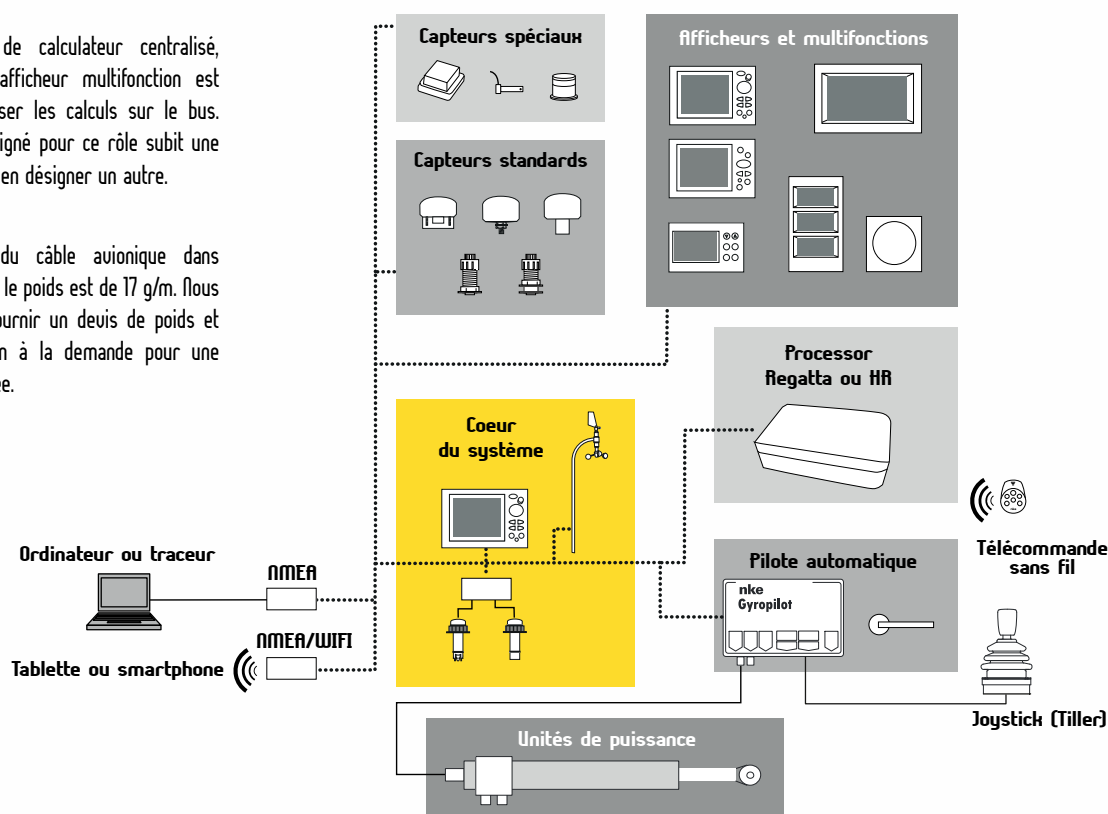 de calculateur centralisé,
afficheur multifonction est
ser les calculs sur le bus.
igné pour ce rôle subit une
en désigner un autre.
du câble avionique dans
le poids est de 17 g/m. Nous
ournir un devis de poids et
n à la demande pour une
ée.
Capteurs spéciaux
Afficheurs et multifonctions
Capteurs standards
Processor
Regatta ou HR
Coeur
du système
Ordinateur ou traceur
NMEA
NMEA/WIFI
Tablette ou smartphone
Pilote automatique
nke
Gyropilot
Télécommande
sans fil
Joystick (Tiller)
Unités de puissance